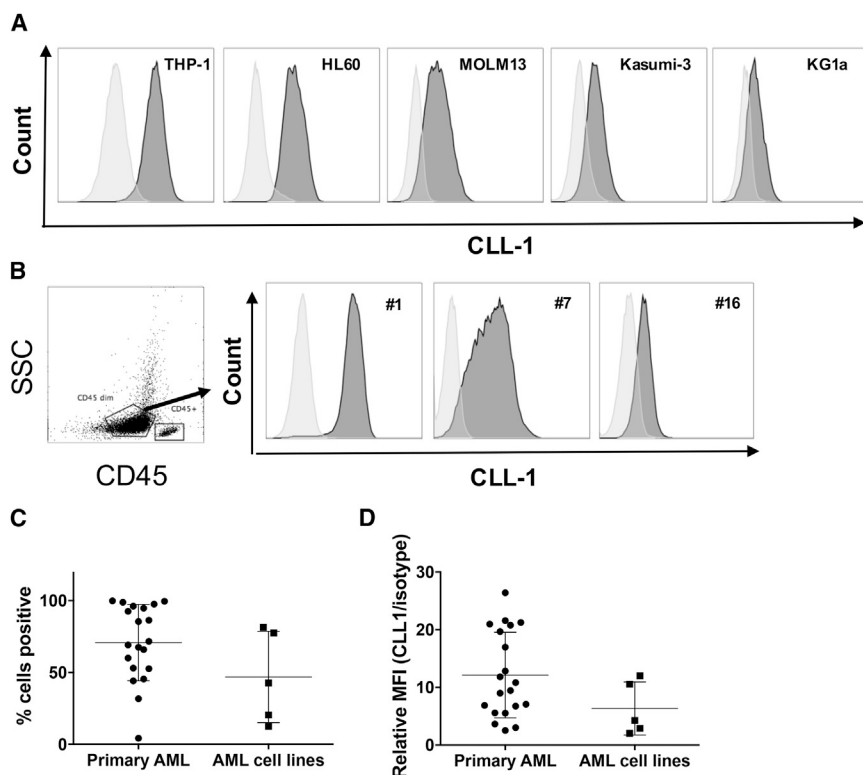 A
THP-1
HL60
MOLM13
Kasumi-3
KG1a
Count
CLL-1
B
SSC
CD45 dim
CD45+
CD45
Count
#1
#7
#16
CLL-1
C
% cells positive
100
50
0
Primary AML
AML cell lines
D
Relative MFI (CLL1/isotype)
30
20
10
0
Primary AML
AML cell lines